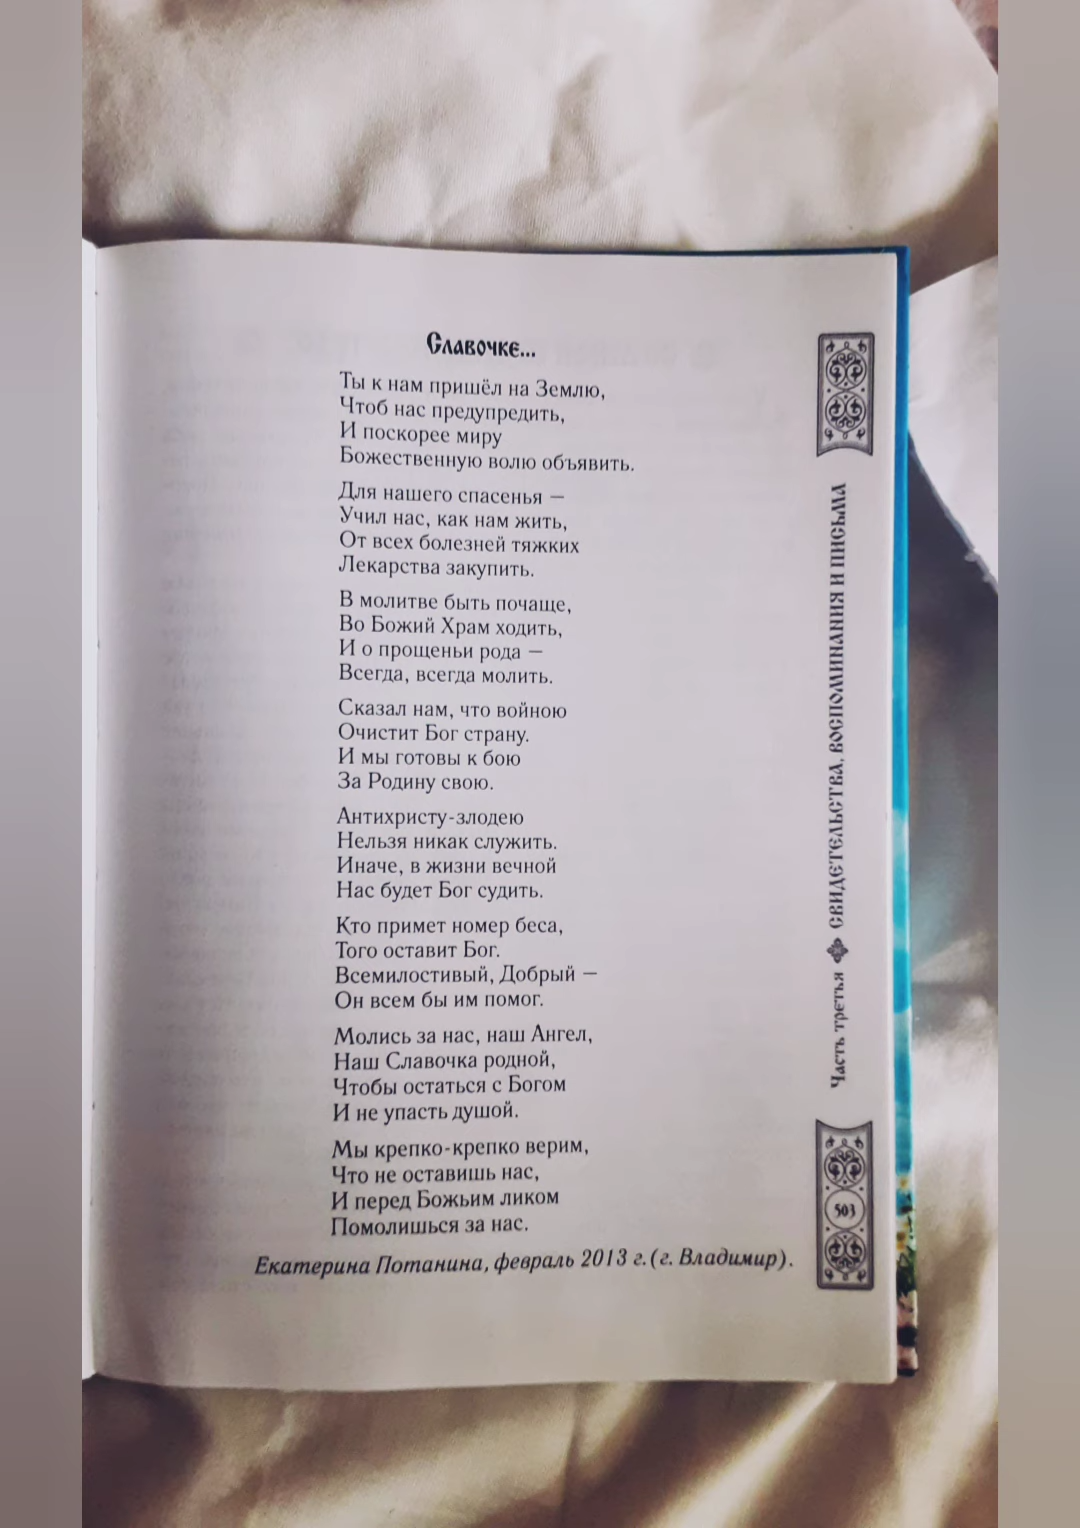 Славочке...
Ты к нам пришёл на Землю,
Чтоб нас предупредить,
И поскорее миру
Божественную волю объявить.
Для нашего спасенья —
Учил нас, как нам жить,
От всех болезней тяжких
Лекарства закупить.
В молитве быть почаще,
Во Божий Храм ходить,
И о прощеньи рода —
Всегда, всегда молить.
Сказал нам, что войною
Очистит Бог страну.
И мы готовы к бою
За Родину свою.
Антихристу-злодею
Нельзя никак служить.
Иначе, в жизни вечной
Нас будет Бог судить.
Кто примет номер беса,
Того оставит Бог.
Всемилостивый, Добрый —
Он всем бы им помог.
Молись за нас, наш Ангел,
Наш Славочка родной,
Чтобы остаться с Богом
И не упасть душой.
Мы крепко-крепко верим,
Что не оставишь нас,
И перед Божьим ликом
Помолишься за нас.
Екатерина Потанина, февраль 2013 г. (г. Владимир).
Часть третья ❖ СВИДЕТЕЛЬСТВА, ВОСПОМИНАНИЯ И ПИСЬМА
503